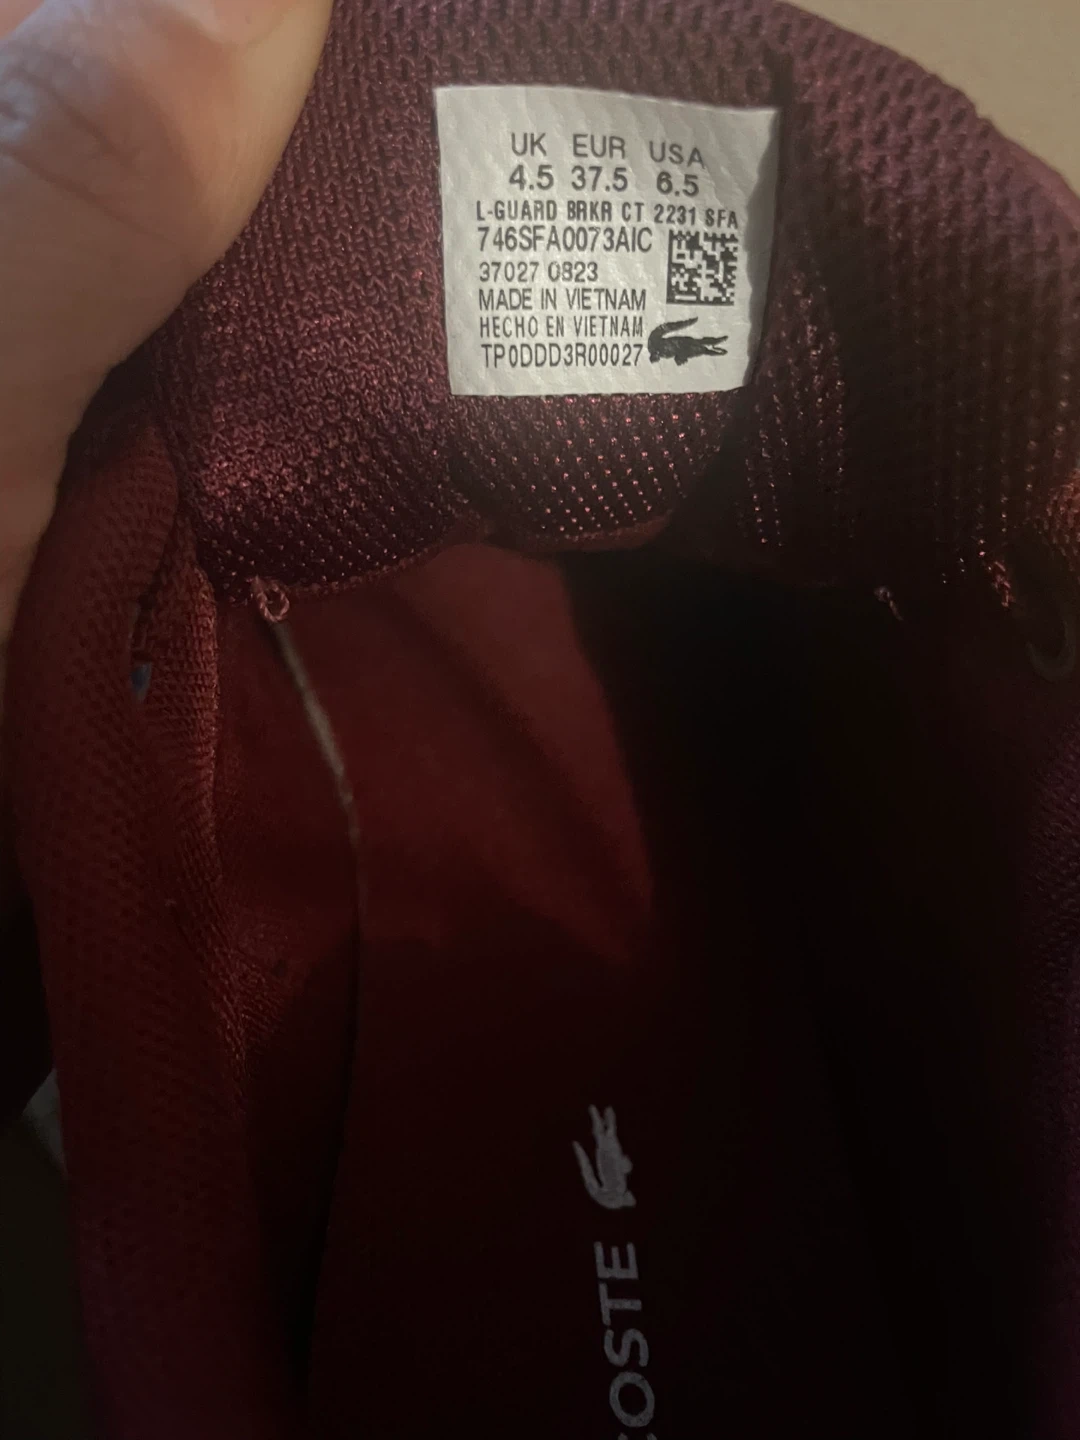 UK EUR USA
4.5 37.5 6.5
L-GUARD BRKR CT 2231 SFA
746SFA0073AIC
37027 0823
MADE IN VIETNAM
HECHO EN VIETNAM
TP0DDD3R00027
COSTE